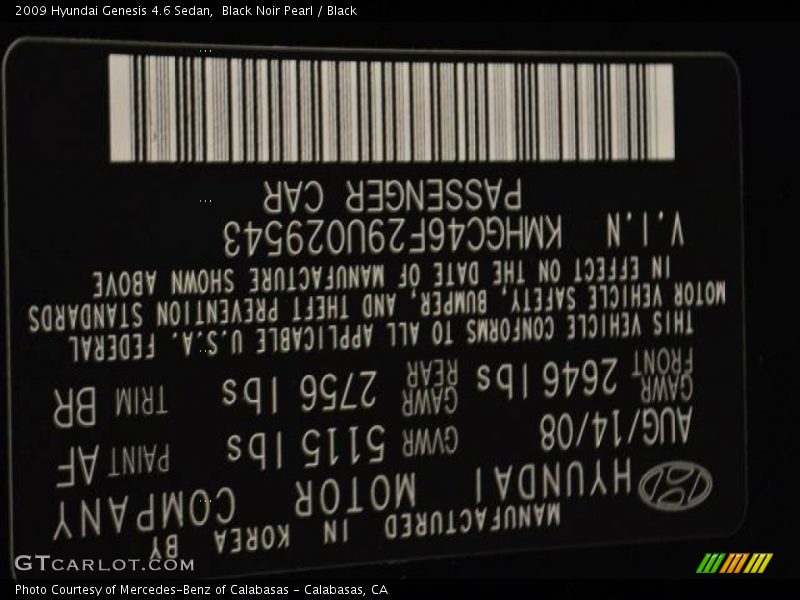 2009 Hyundai Genesis 4.6 Sedan,  Black Noir Pearl / Black
MANUFACTURED IN KOREA BY
HYUNDAI MOTOR COMPANY
AUG/14/08 GVWR 5115 lbs PAINT AF
GAWR FRONT 2646 lbs GAWR REAR 2756 lbs TRIM BR
THIS VEHICLE CONFORMS TO ALL APPLICABLE U.S.A. FEDERAL
MOTOR VEHICLE SAFETY, BUMPER, AND THEFT PREVENTION STANDARDS
IN EFFECT ON THE DATE OF MANUFACTURE SHOWN ABOVE
V.I.N KMHGC46F29U029543
PASSENGER CAR
GTcarlot.com
Photo Courtesy of Mercedes-Benz of Calabasas - Calabasas, CA